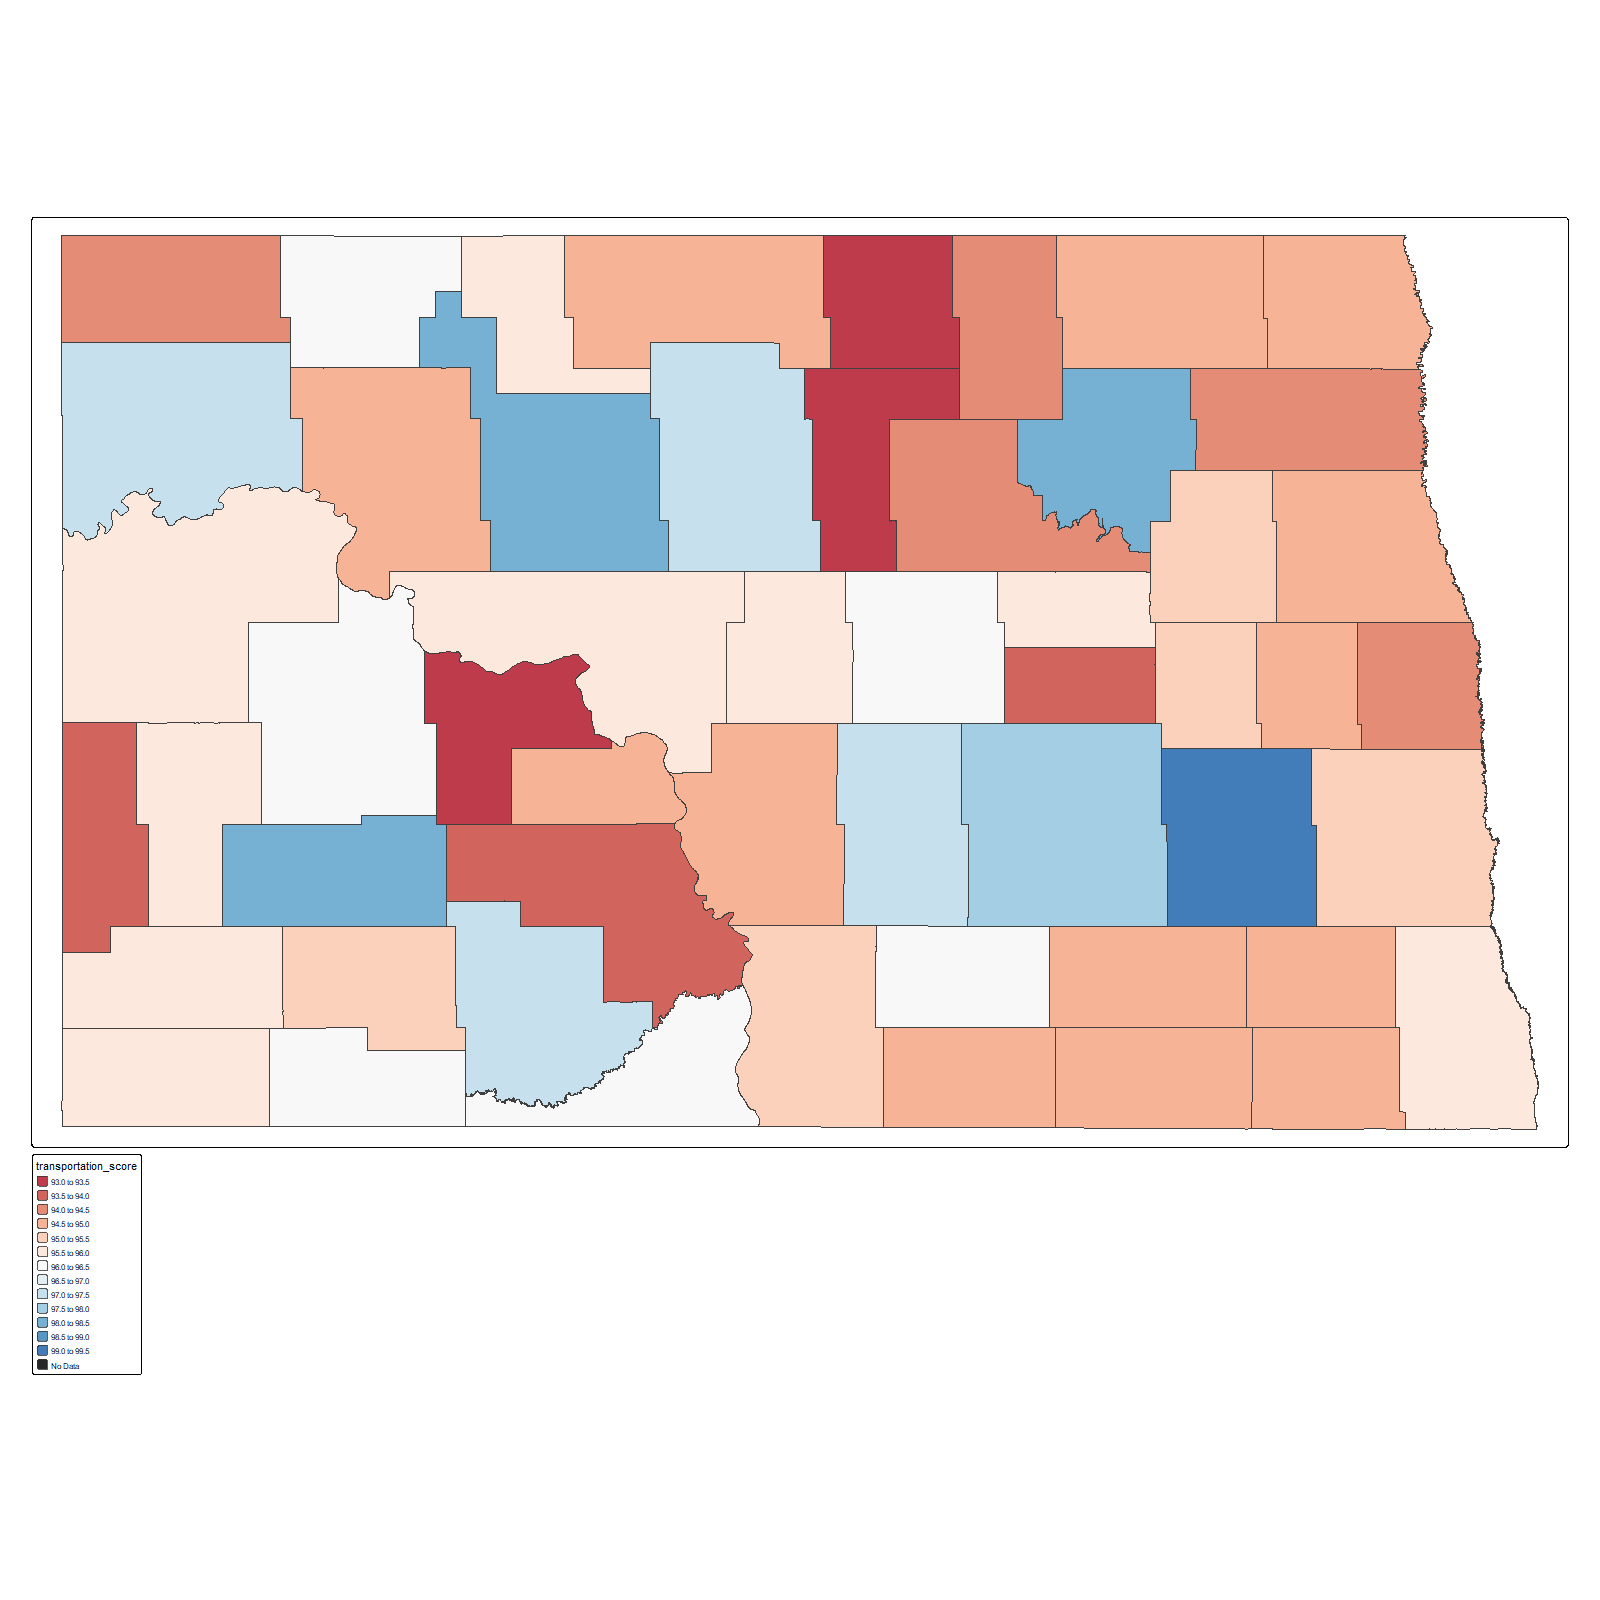 transportation_score
93.0 to 93.5
93.5 to 94.0
94.0 to 94.5
94.5 to 95.0
95.0 to 95.5
95.5 to 96.0
96.0 to 96.5
96.5 to 97.0
97.0 to 97.5
97.5 to 98.0
98.0 to 98.5
98.5 to 99.0
99.0 to 99.5
No Data